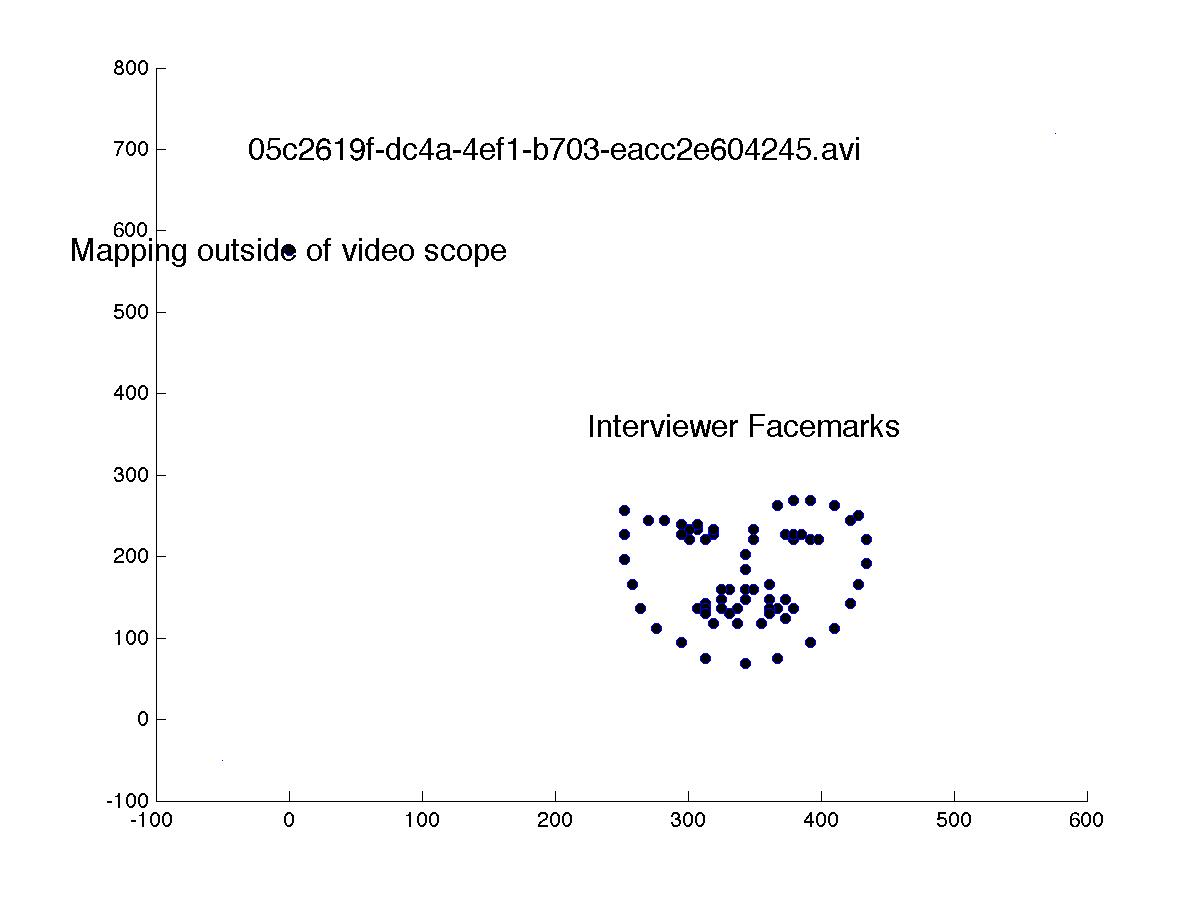 800
700
05c2619f-dc4a-4ef1-b703-eacc2e604245.avi
600
Mapping outside of video scope
500
400
Interviewer Facemarks
300
200
100
0
-100
-100 0 100 200 300 400 500 600